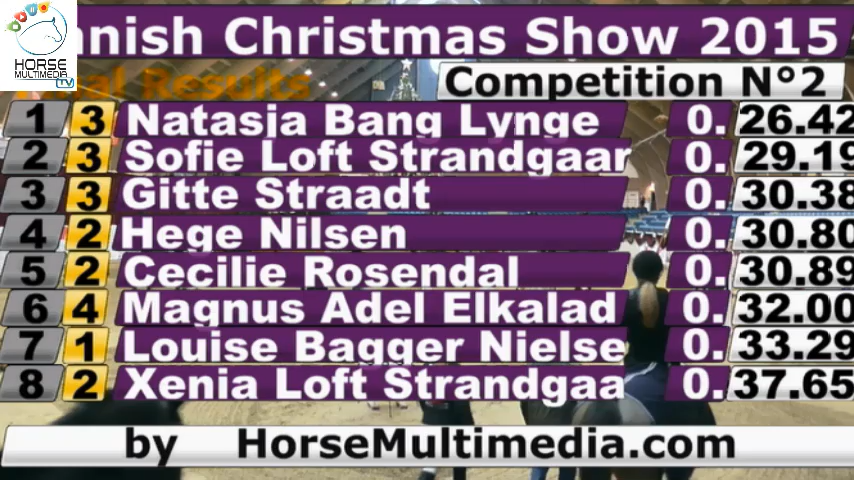 HORSE
MULTIMEDIA
TV
nish Christmas Show 2015
Results
Competition N°2
1 3 Natasja Bang Lynge 0. 26.42
2 3 Sofie Loft Strandgaar 0. 29.19
3 3 Gitte Straadt 0. 30.38
4 2 Hege Nilsen 0. 30.80
5 2 Cecilie Rosendal 0. 30.89
6 4 Magnus Adel Elkalad 0. 32.00
7 1 Louise Bagger Nielse 0. 33.29
8 2 Xenia Loft Strandgaa 0. 37.65
by HorseMultimedia.com